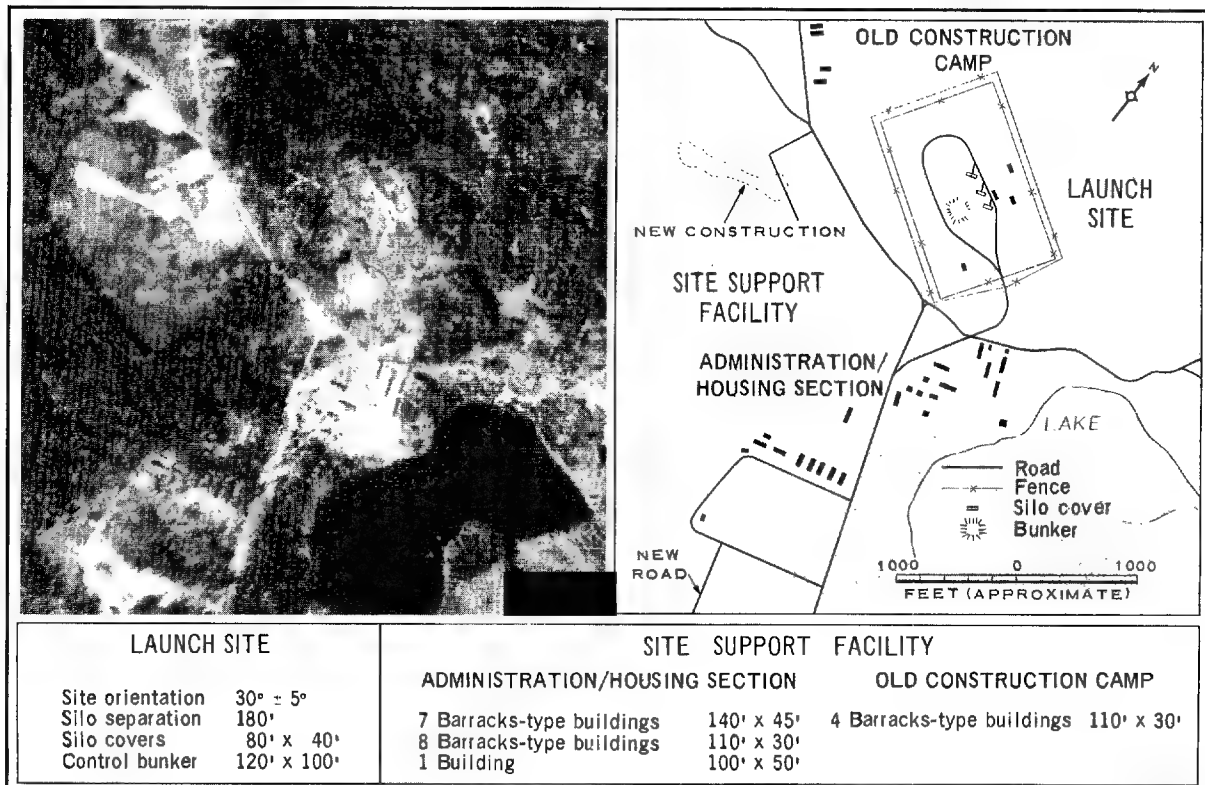 OLD CONSTRUCTION
CAMP
N
LAUNCH
SITE
NEW CONSTRUCTION
SITE SUPPORT
FACILITY
ADMINISTRATION/
HOUSING SECTION
LAKE
Road
Fence
Silo cover
Bunker
NEW
ROAD
1000 0 1000
FEET (APPROXIMATE)
LAUNCH SITE
Site orientation 30° ± 5°
Silo separation 180'
Silo covers 80' x 40'
Control bunker 120' x 100'
SITE SUPPORT FACILITY
ADMINISTRATION/HOUSING SECTION
7 Barracks-type buildings 140' x 45'
8 Barracks-type buildings 110' x 30'
1 Building 100' x 50'
OLD CONSTRUCTION CAMP
4 Barracks-type buildings 110' x 30'